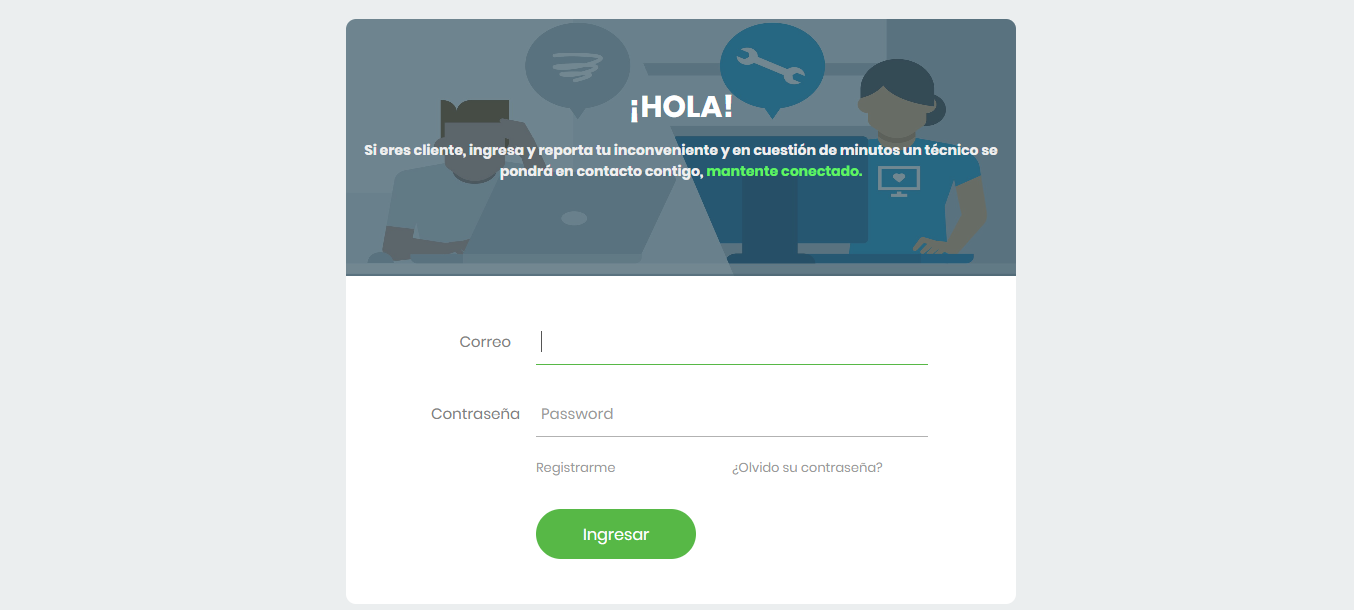 ¡HOLA!
Si eres cliente, ingresa y reporta tu inconveniente y en cuestión de minutos un técnico se
pondrá en contacto contigo, mantente conectado.
Correo
Contraseña Password
Registrarme ¿Olvido su contraseña?
Ingresar